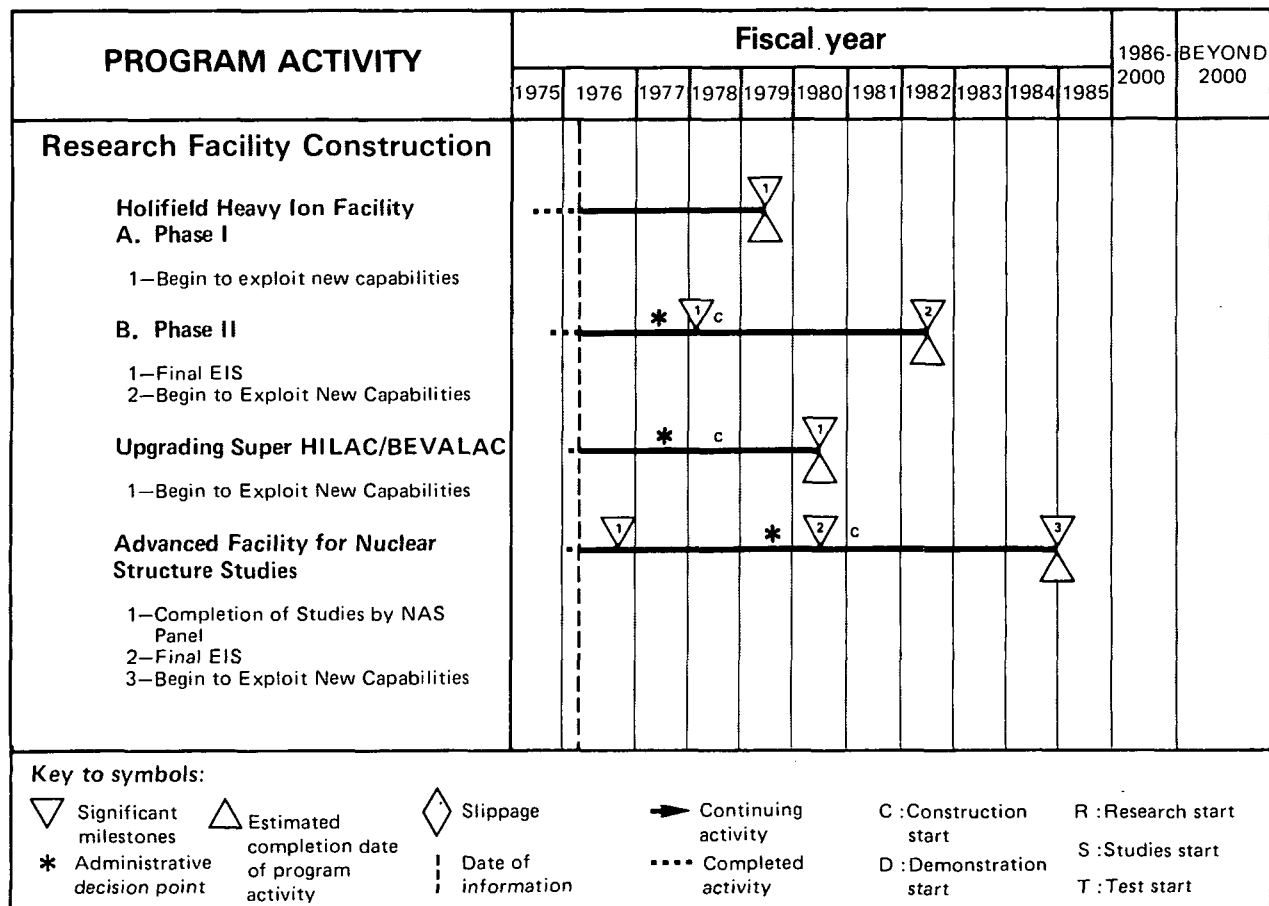 PROGRAM ACTIVITY
Fiscal year
1986-
2000
BEYOND
2000
1975 1976 1977 1978 1979 1980 1981 1982 1983 1984 1985
Research Facility Construction
Holifield Heavy Ion Facility
A. Phase I
1
1—Begin to exploit new capabilities
B. Phase II
* 1 C 2
1—Final EIS
2—Begin to Exploit New Capabilities
Upgrading Super HILAC/BEVALAC
* C 1
1—Begin to Exploit New Capabilities
Advanced Facility for Nuclear
Structure Studies
1 * 2 C 3
1—Completion of Studies by NAS
Panel
2—Final EIS
3—Begin to Exploit New Capabilities
Key to symbols:
Significant
milestones
* Administrative
decision point
Estimated
completion date
of program
activity
Slippage
Date of
information
Continuing
activity
Completed
activity
C :Construction
start
D :Demonstration
start
R :Research start
S :Studies start
T :Test start